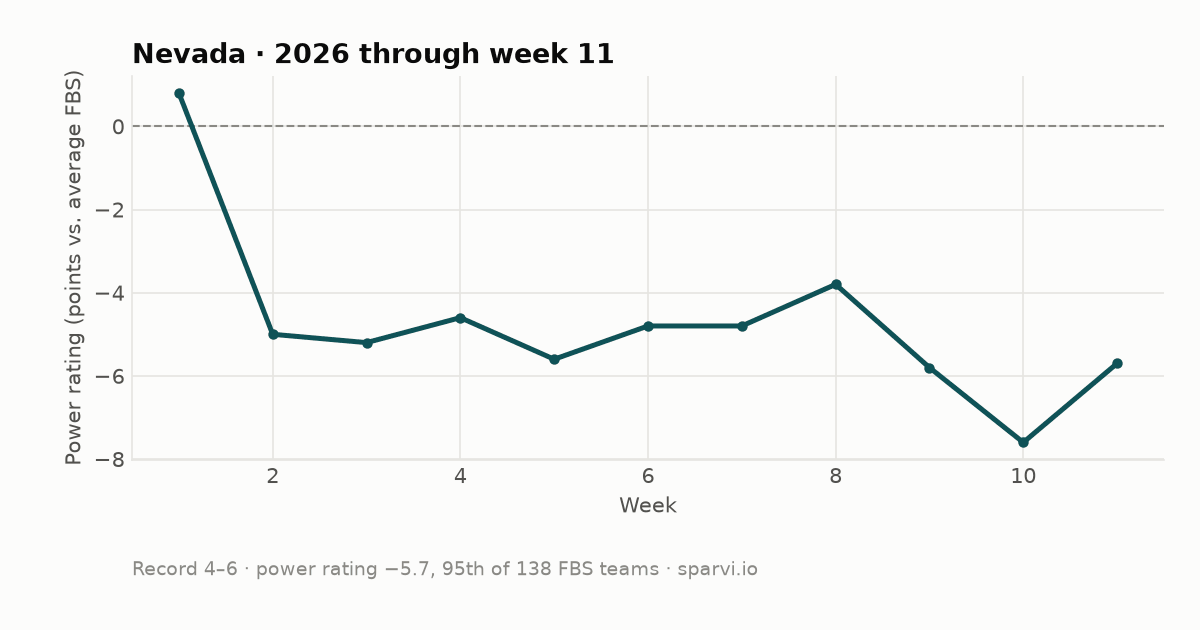 Nevada · 2026 through week 11
Power rating (points vs. average FBS)
0
−2
−4
−6
−8
2 4 6 8 10
Week
Record 4–6 · power rating −5.7, 95th of 138 FBS teams · sparvi.io